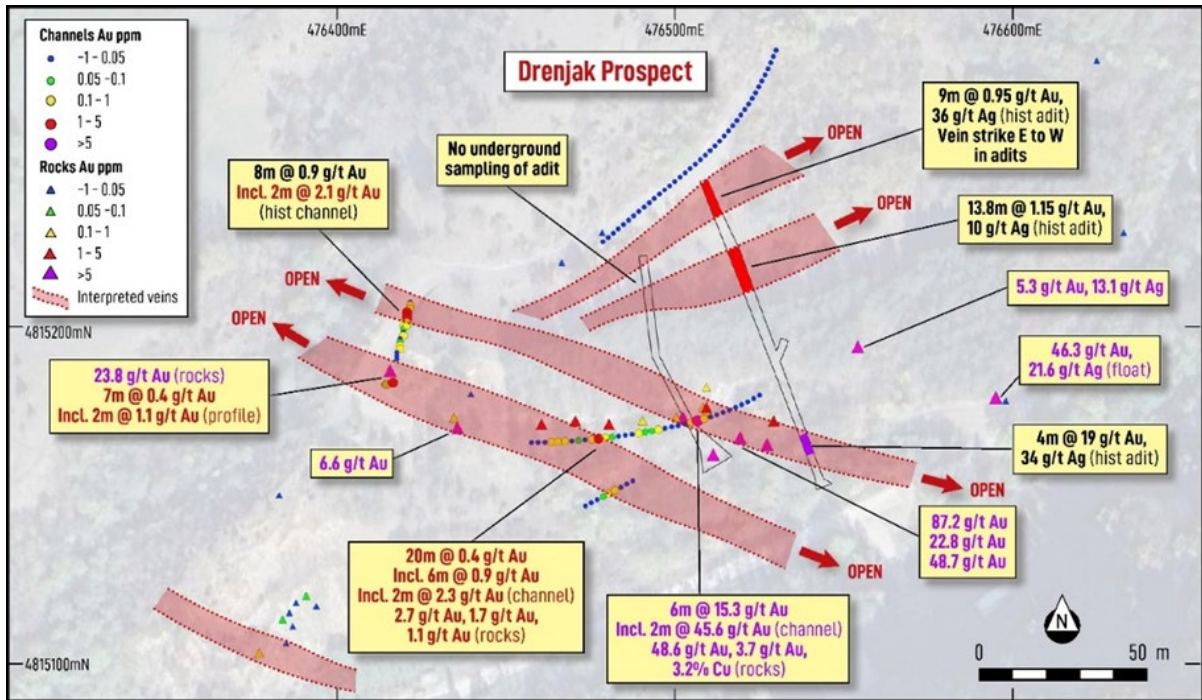 476400
476500
476600
Channels Au ppm
-1 - 0.05
0.05 -0.1
0.1 - 1
1 - 5
>5
Rocks Au ppm
-1 - 0.05
0.05 -0.1
0.1 - 1
1 - 5
>5
Interpreted veins
Drenjak Prospect
9m @ 0.95 g/t Au,
36 g/t Ag (hist adit)
Vein strike E to W
in adits
OPEN
No underground
sampling of adit
8m @ 0.9 g/t Au
Incl. 2m @ 2.1 g/t Au
(hist channel)
OPEN
13.8m @ 1.15 g/t Au,
10 g/t Ag (hist adit)
OPEN
OPEN
5.3 g/t Au, 13.1 g/t Ag
4815200mN
46.3 g/t Au,
21.6 g/t Ag (float)
23.8 g/t Au (rocks)
7m @ 0.4 g/t Au
Incl. 2m @ 1.1 g/t Au (profile)
4m @ 19 g/t Au,
34 g/t Ag (hist adit)
6.6 g/t Au
OPEN
87.2 g/t Au
22.8 g/t Au
48.7 g/t Au
20m @ 0.4 g/t Au
Incl. 6m @ 0.9 g/t Au
Incl. 2m @ 2.3 g/t Au (channel)
2.7 g/t Au, 1.7 g/t Au,
1.1 g/t Au (rocks)
OPEN
6m @ 15.3 g/t Au
Incl. 2m @ 45.6 g/t Au (channel)
48.6 g/t Au, 3.7 g/t Au,
3.2% Cu (rocks)
N
4815100mN
0 50 m